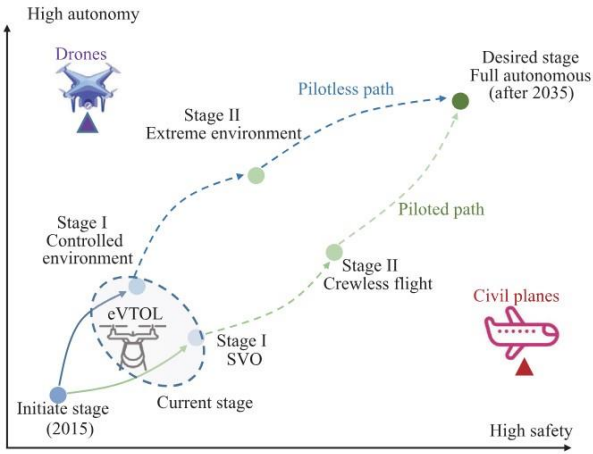 High autonomy
Drones
Desired stage
Full autonomous
(after 2035)
Pilotless path
Stage II
Extreme environment
Piloted path
Stage I
Controlled
environment
Stage II
Crewless flight
Civil planes
eVTOL
Stage I
SVO
Current stage
Initiate stage
(2015)
High safety